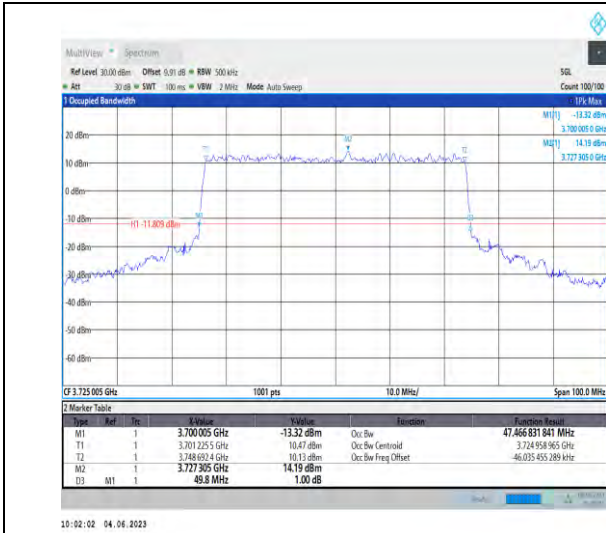 MultiView Spectrum
Ref Level 30.00 dBm Offset 9.91 dB RBW 500 kHz SGL
Att 30 dB SWT 100 ms VBW 2 MHz Mode Auto Sweep Count 100/100
1 Occupied Bandwidth 1Pk Max
M1[1] -13.32 dBm
3.700 005 0 GHz
M2[1] 14.19 dBm
3.727 305 0 GHz
20 dBm
M2
T1
10 dBm
0 dBm
-10 dBm
H1 -11.809 dBm
-20 dBm
-30 dBm
-40 dBm
-50 dBm
-60 dBm
CF 3.725 005 GHz 1001 pts 10.0 MHz/ Span 100.0 MHz
2 Marker Table
Type Ref Trc X-Value Y-Value Function Function Result
M1 1 3.700 005 GHz -13.32 dBm Occ Bw 47.466 831 841 MHz
T1 1 3.701 225 5 GHz 10.47 dBm Occ Bw Centroid 3.724 958 965 GHz
T2 1 3.748 692 4 GHz 10.13 dBm Occ Bw Freq Offset -46.035 455 289 kHz
M2 1 3.727 305 GHz 14.19 dBm
D3 M1 1 49.8 MHz 1.00 dB
10:02:02 04.06.2023